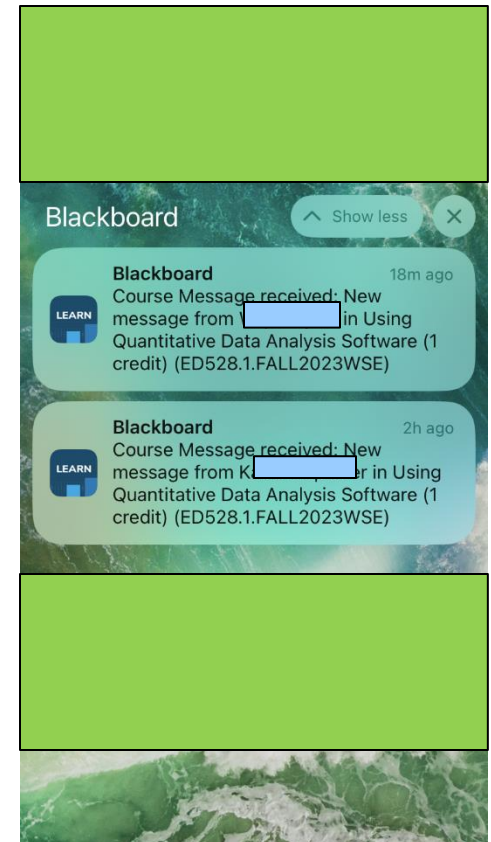 Blackboard
Show less
Blackboard
18m ago
Course Message received: New
LEARN
message from in Using
Quantitative Data Analysis Software (1
credit) (ED528.1.FALL2023WSE)
Blackboard
2h ago
Course Message received: New
LEARN
message from in Using
Quantitative Data Analysis Software (1
credit) (ED528.1.FALL2023WSE)